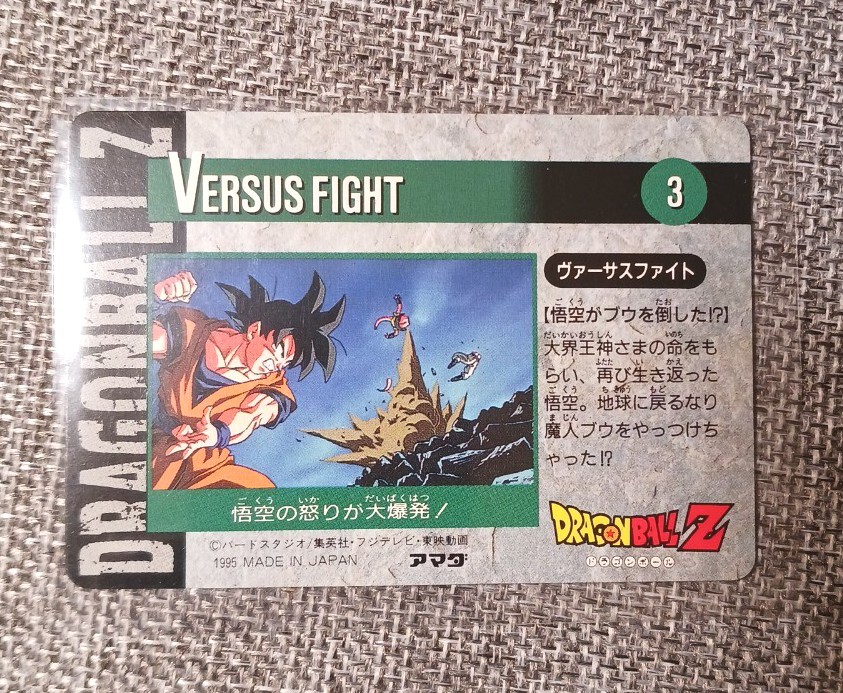 DRAGONBALL Z
VERSUS FIGHT
3
ヴァーサスファイト
【悟空がブウを倒した!?】
大界王神さまの命をも
らい、再び生き返った
悟空。地球に戻るなり
魔人ブウをやっつけち
ゃった!?
悟空の怒りが大爆発!
©バードスタジオ/集英社・フジテレビ・東映動画
1995 MADE IN JAPAN アマダ
DRAGONBALL Z
ドラゴンボール